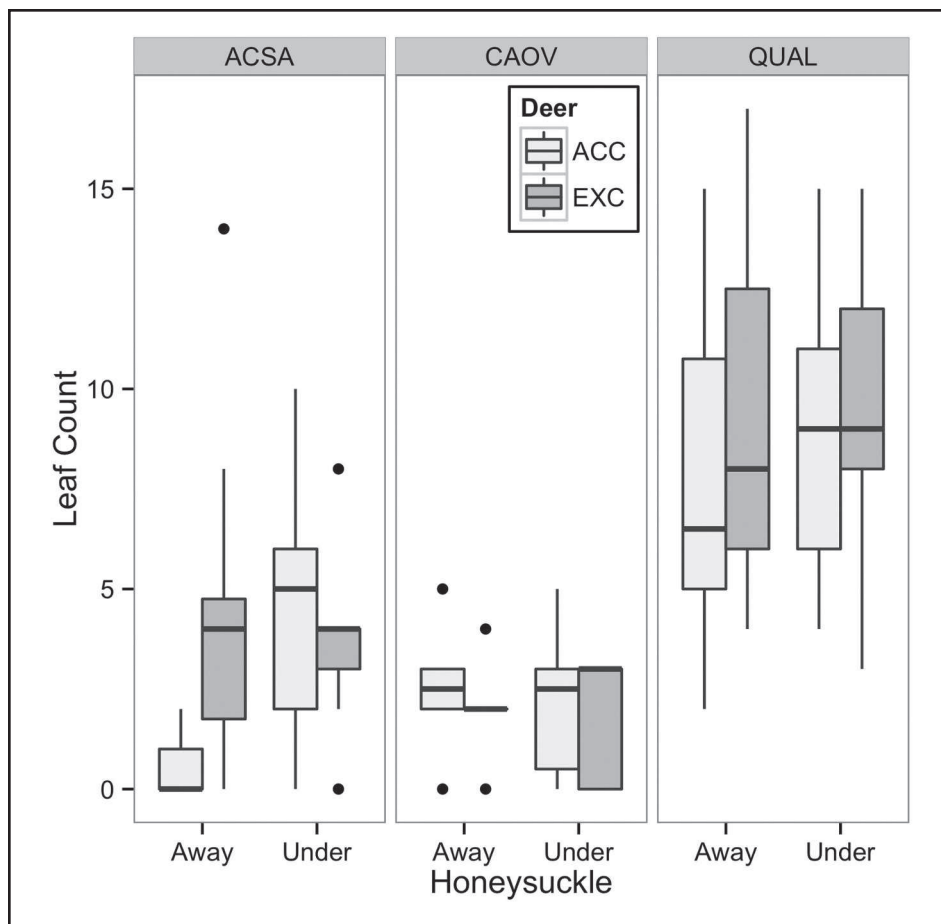 ACSA CAOV QUAL
Deer
ACC
EXC
15
10
5
0
Leaf Count
Away Under Away Under Away Under
Honeysuckle